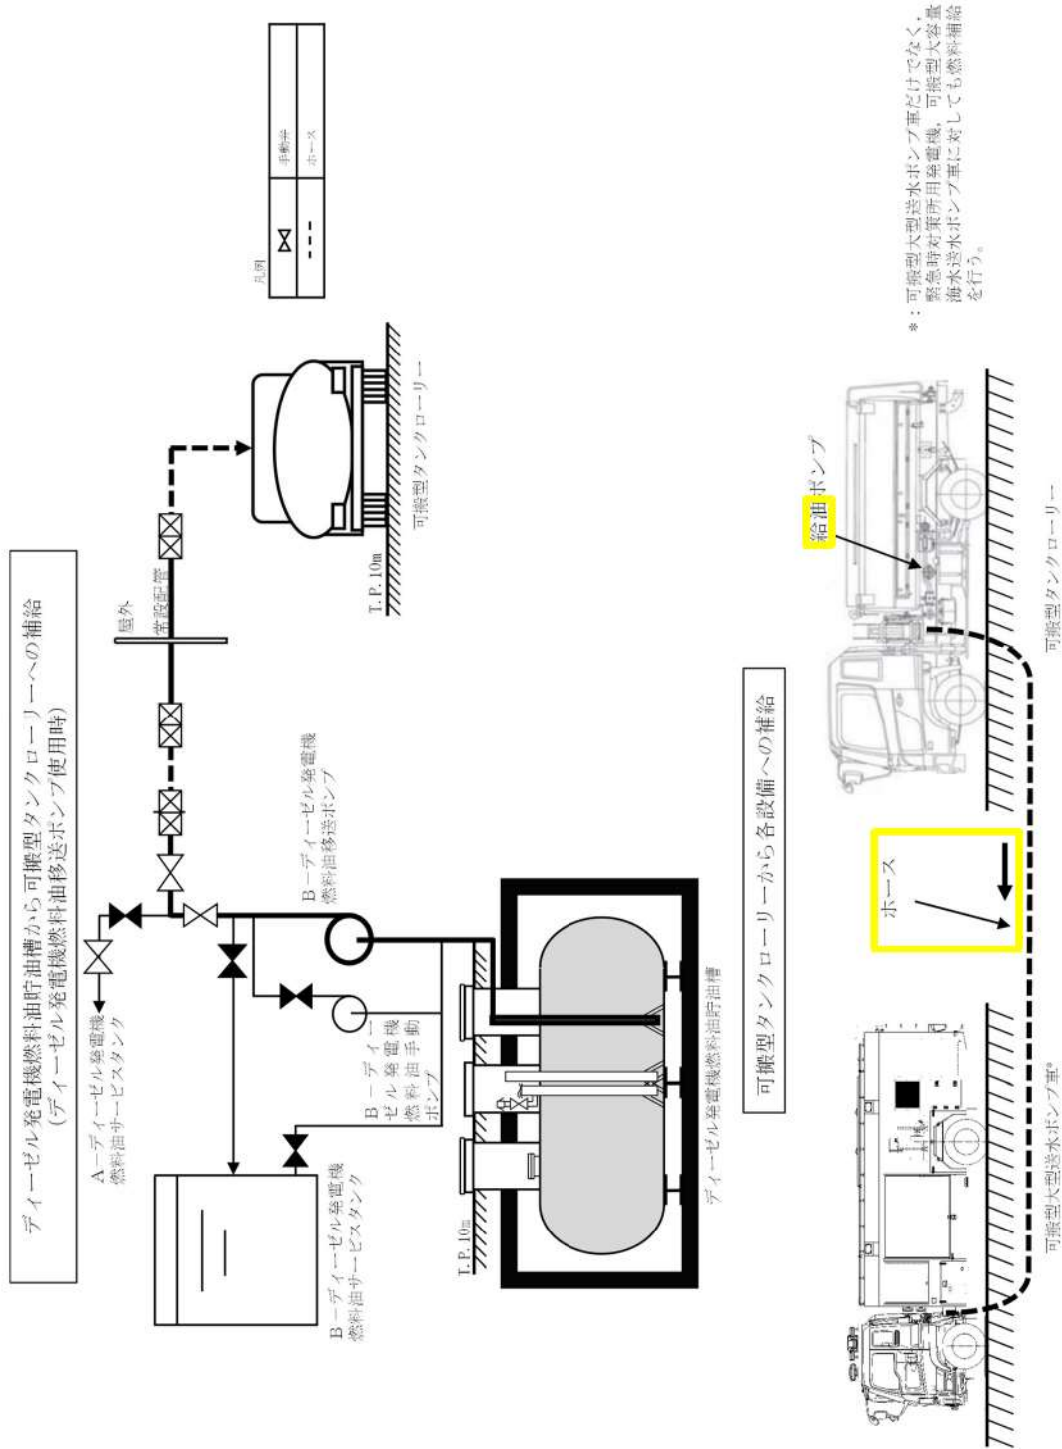 ディーゼル発電機燃料油貯油槽から可搬型タンクローリーへの補給
(ディーゼル発電機燃料油移送ポンプ使用時)
A－ディーゼル発電機
燃料油サービスタンク
屋外
常設配管
B－ディーゼル発電機
燃料油サービスタンク
B－ディー
ゼル発電機
燃料油手動
ポンプ
B－ディーゼル発電機
燃料油移送ポンプ
T.P.10m
ディーゼル発電機燃料油貯油槽
T.P.10m
可搬型タンクローリー
凡例
手動弁
ホース
可搬型タンクローリーから各設備への補給
ホース
給油ポンプ
可搬型大型送水ポンプ車*
可搬型タンクローリー
*：可搬型大型送水ポンプ車だけでなく，
緊急時対策所用発電機，可搬型大容量
海水送水ポンプ車に対しても燃料補給
を行う。